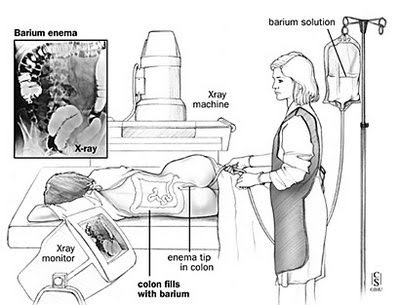 Barium enema
barium solution
X-ray
Xray
machine
Xray
monitor
enema tip
in colon
colon fills
with barium